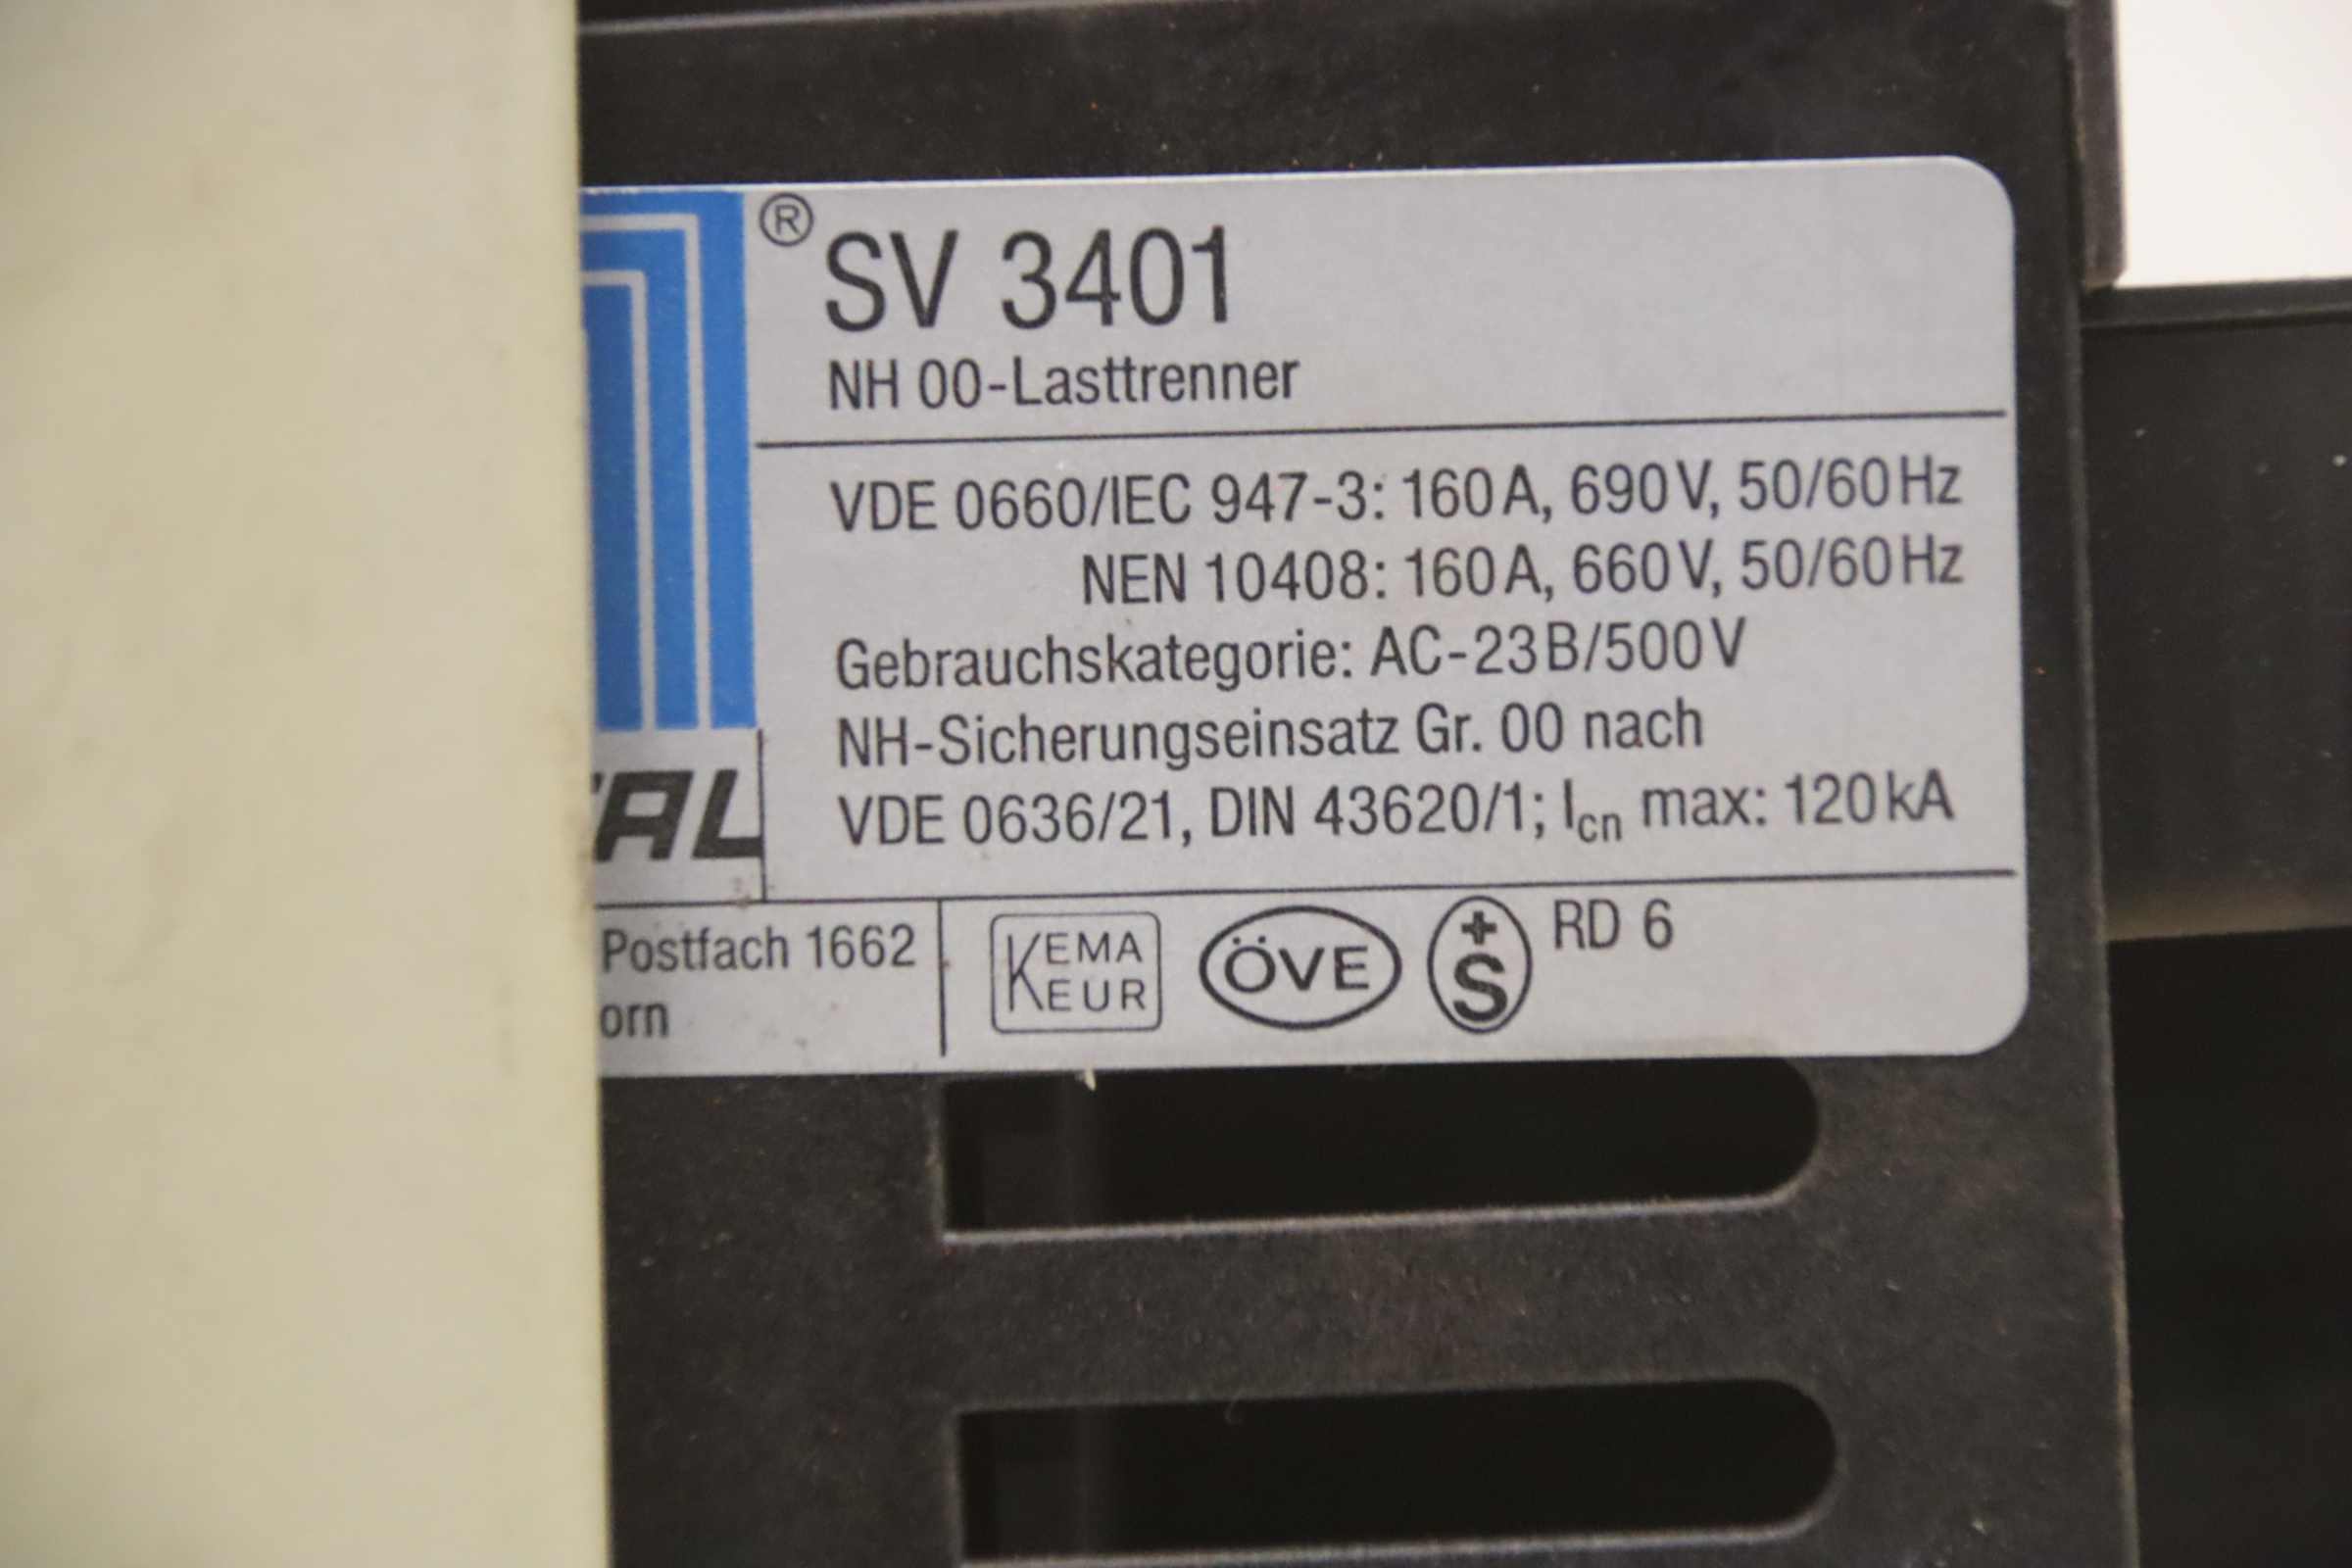 ® SV 3401
NH 00-Lasttrenner
VDE 0660/IEC 947-3: 160 A, 690 V, 50/60 Hz
NEN 10408: 160 A, 660 V, 50/60 Hz
Gebrauchskategorie: AC-23 B/500 V
NH-Sicherungseinsatz Gr. 00 nach
VDE 0636/21, DIN 43620/1; Icn max: 120 kA
Postfach 1662
KEMA
KEUR
ÖVE
+
S
RD 6